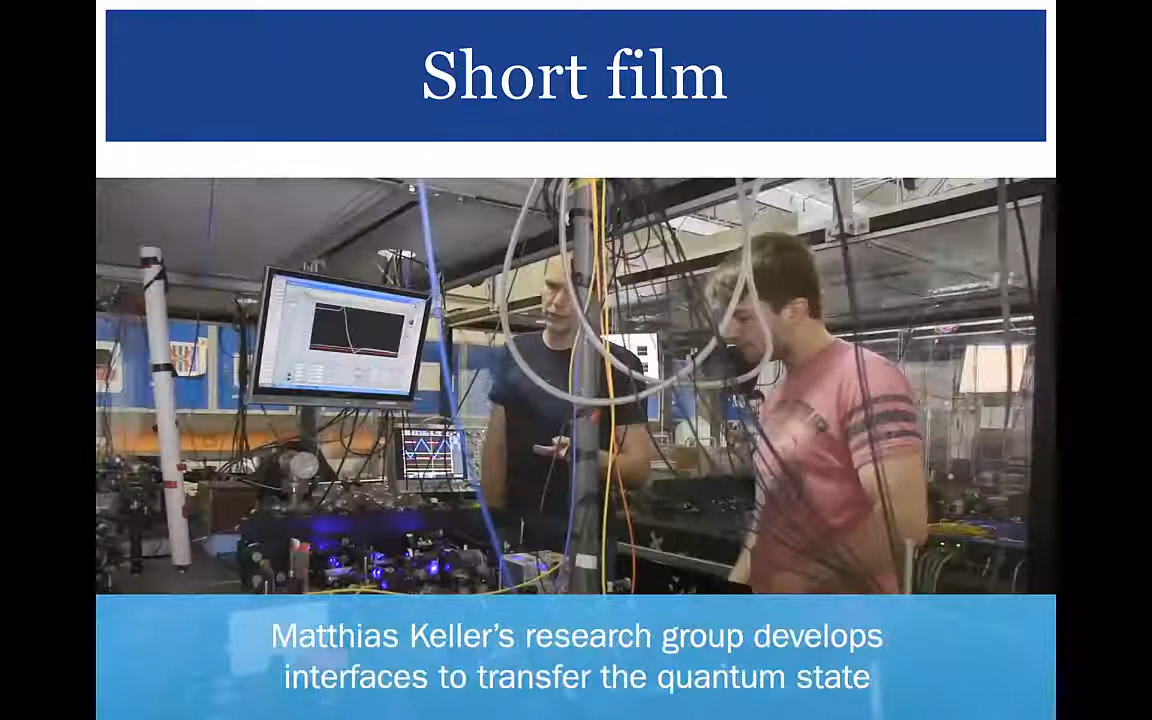 Short film
Matthias Keller’s research group develops
interfaces to transfer the quantum state